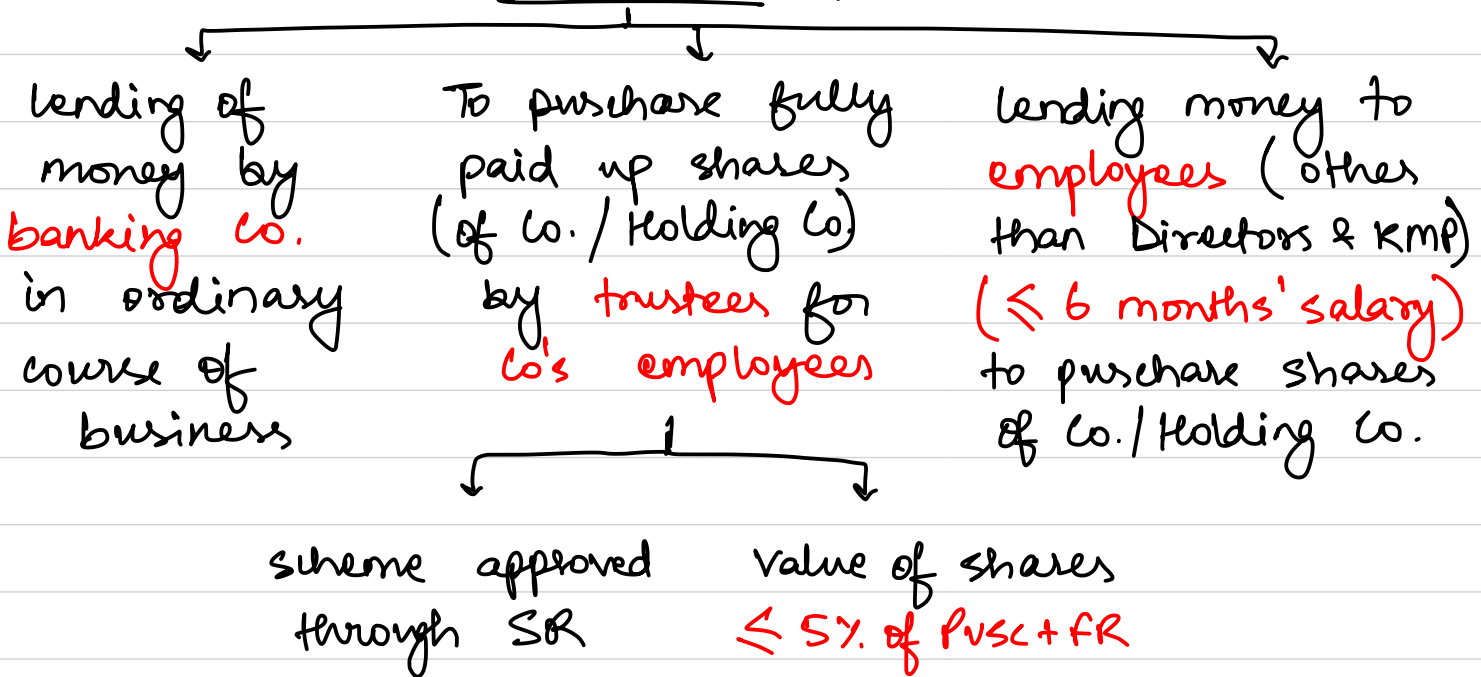 lending of
money by
banking Co.
in ordinary
course of
business
To purchase fully
paid up shares
(of Co. / Holding Co)
by trustees for
Co's employees
scheme approved
through SR
value of shares
≤ 5% of PUSC + FR
lending money to
employees (other
than Directors & KMP)
(≤ 6 months' salary)
to purchase shares
of Co. / Holding Co.